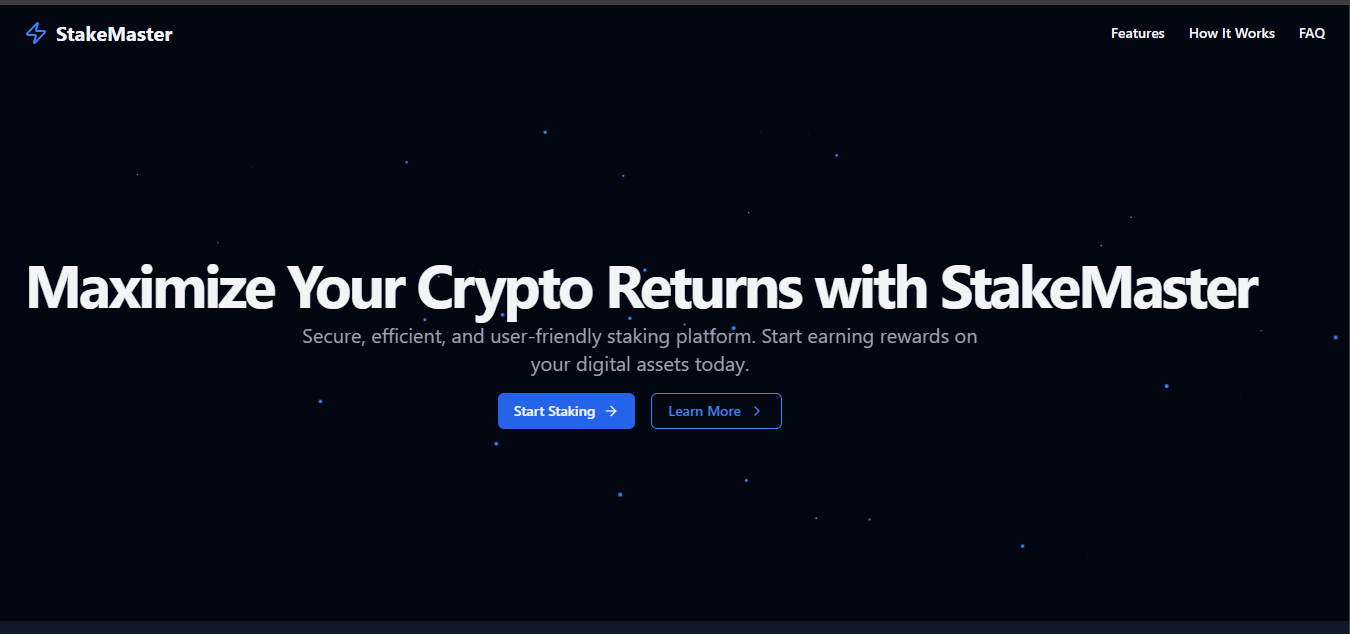 StakeMaster
Features
How It Works
FAQ
Maximize Your Crypto Returns with StakeMaster
Secure, efficient, and user-friendly staking platform. Start earning rewards on
your digital assets today.
Start Staking
Learn More